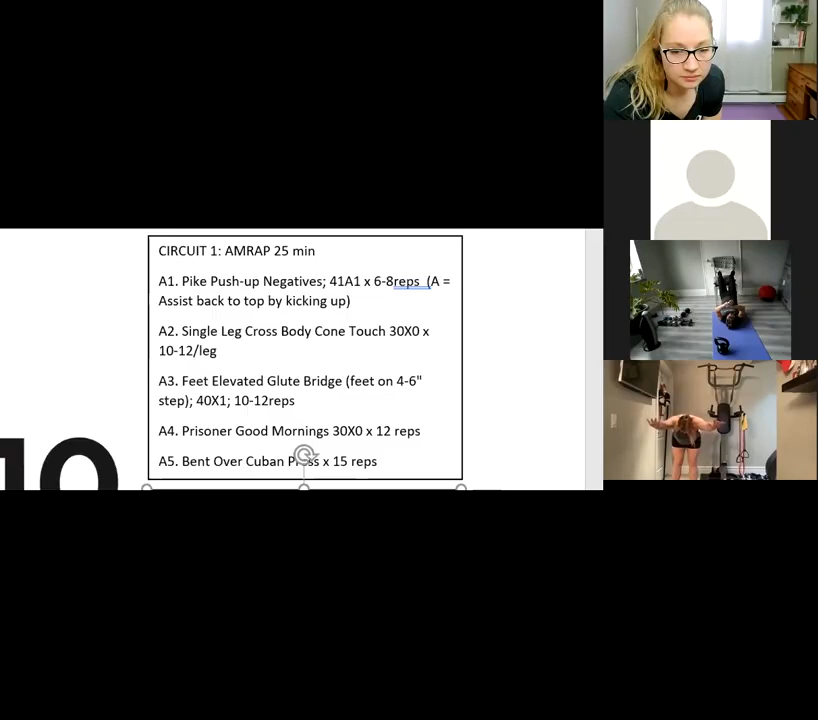 CIRCUIT 1: AMRAP 25 min
A1. Pike Push-up Negatives; 41A1 x 6-8reps (A =
Assist back to top by kicking up)
A2. Single Leg Cross Body Cone Touch 30X0 x
10-12/leg
A3. Feet Elevated Glute Bridge (feet on 4-6"
step); 40X1; 10-12reps
A4. Prisoner Good Mornings 30X0 x 12 reps
A5. Bent Over Cuban Press x 15 reps
10